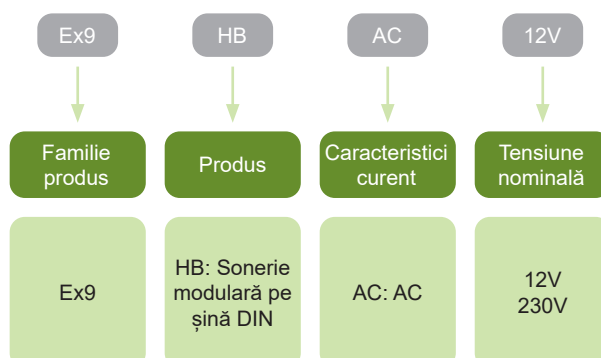 Ex9 HB AC 12V
Familie produs
Produs
Caracteristici curent
Tensiune nominală
Ex9
HB: Sonerie
modulară pe
șină DIN
AC: AC
12V
230V